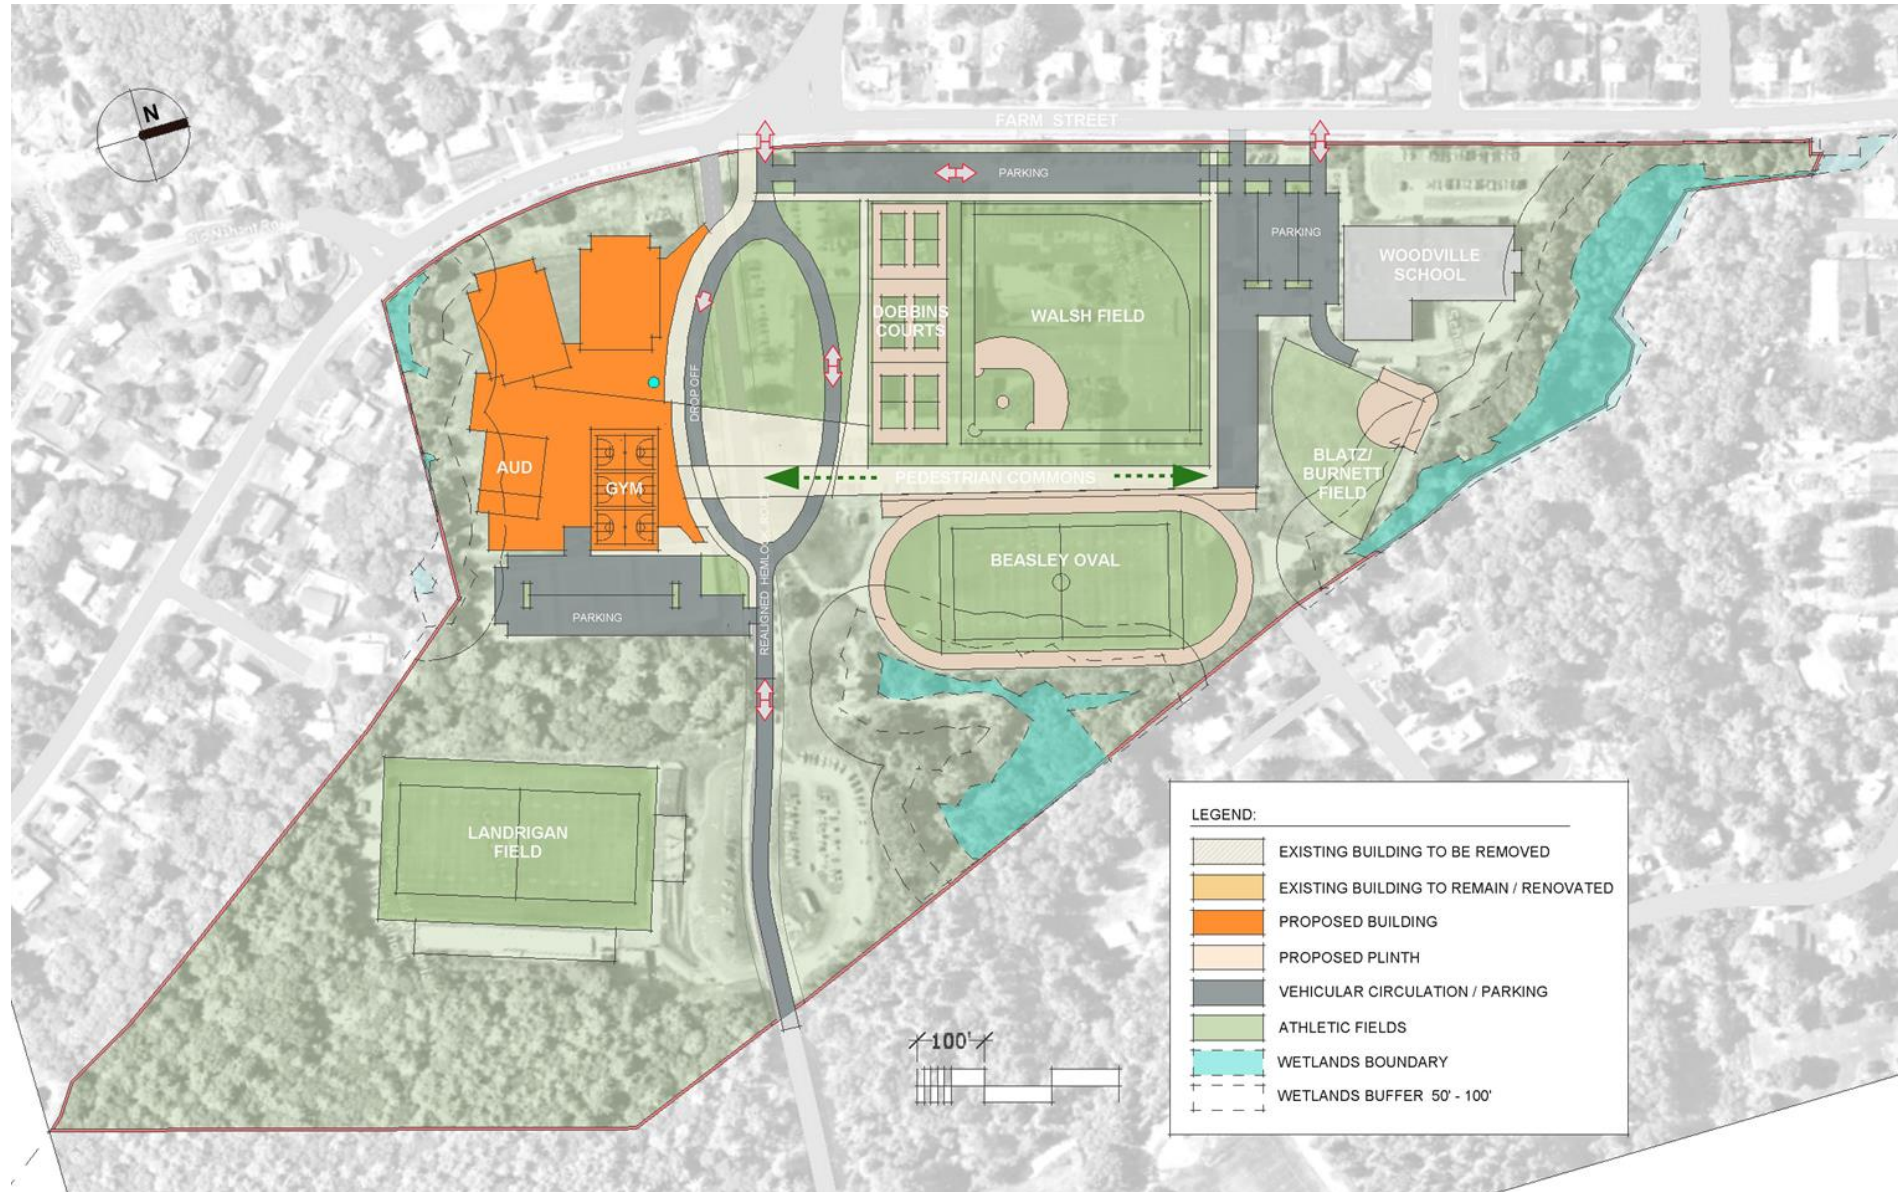 N
FARM STREET
PARKING
PARKING
WOODVILLE
SCHOOL
DOBBINS
COURTS
WALSH FIELD
DROP OFF
AUD
GYM
PEDESTRIAN COMMONS
BLATZ/
BURNETT
FIELD
BEASLEY OVAL
REALIGNED HEMLOCK
PARKING
LANDRIGAN
FIELD
100'
LEGEND:
EXISTING BUILDING TO BE REMOVED
EXISTING BUILDING TO REMAIN / RENOVATED
PROPOSED BUILDING
PROPOSED PLINTH
VEHICULAR CIRCULATION / PARKING
ATHLETIC FIELDS
WETLANDS BOUNDARY
WETLANDS BUFFER 50' - 100'